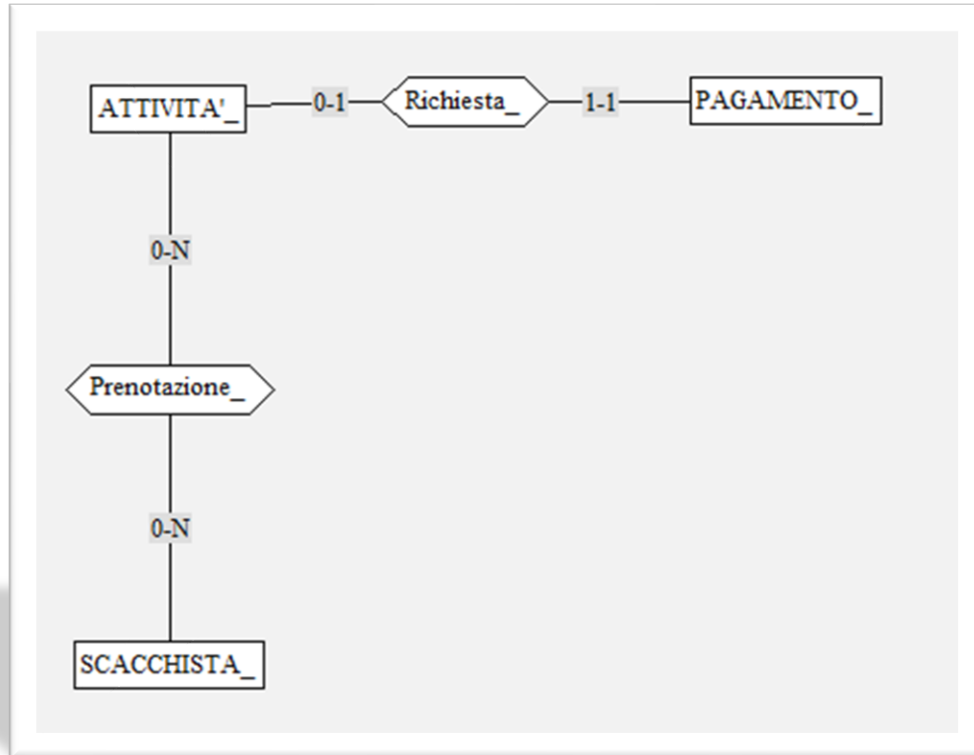 ATTIVITA'_
0-1
Richiesta_
1-1
PAGAMENTO_
0-N
Prenotazione_
0-N
SCACCHISTA_